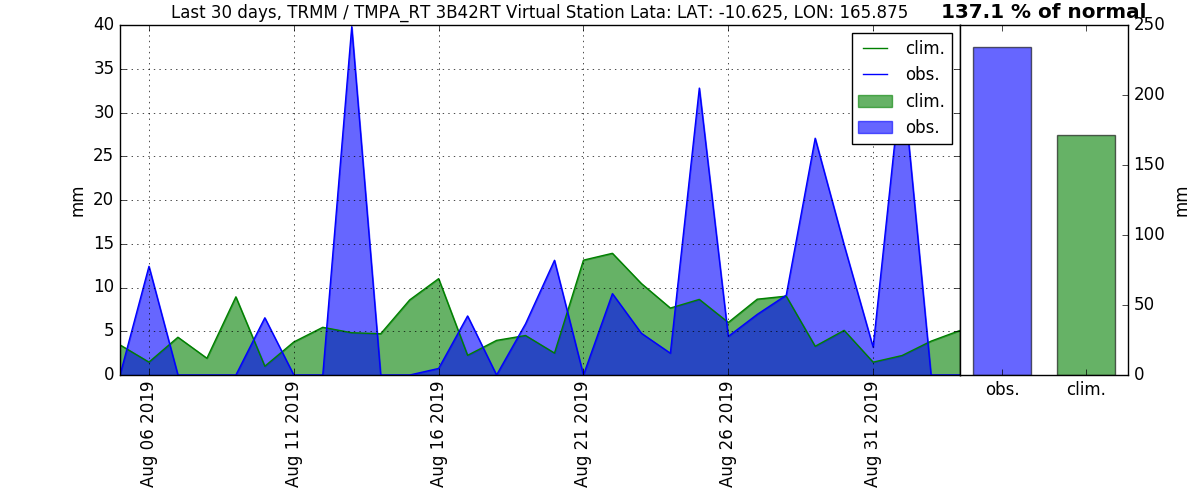 Last 30 days, TRMM / TMPA_RT 3B42RT Virtual Station Lata: LAT: -10.625, LON: 165.875
137.1 % of normal
40
35
30
25
20
15
10
5
0
mm
clim.
obs.
clim.
obs.
250
200
150
100
50
0
mm
Aug 06 2019
Aug 11 2019
Aug 16 2019
Aug 21 2019
Aug 26 2019
Aug 31 2019
obs.
clim.